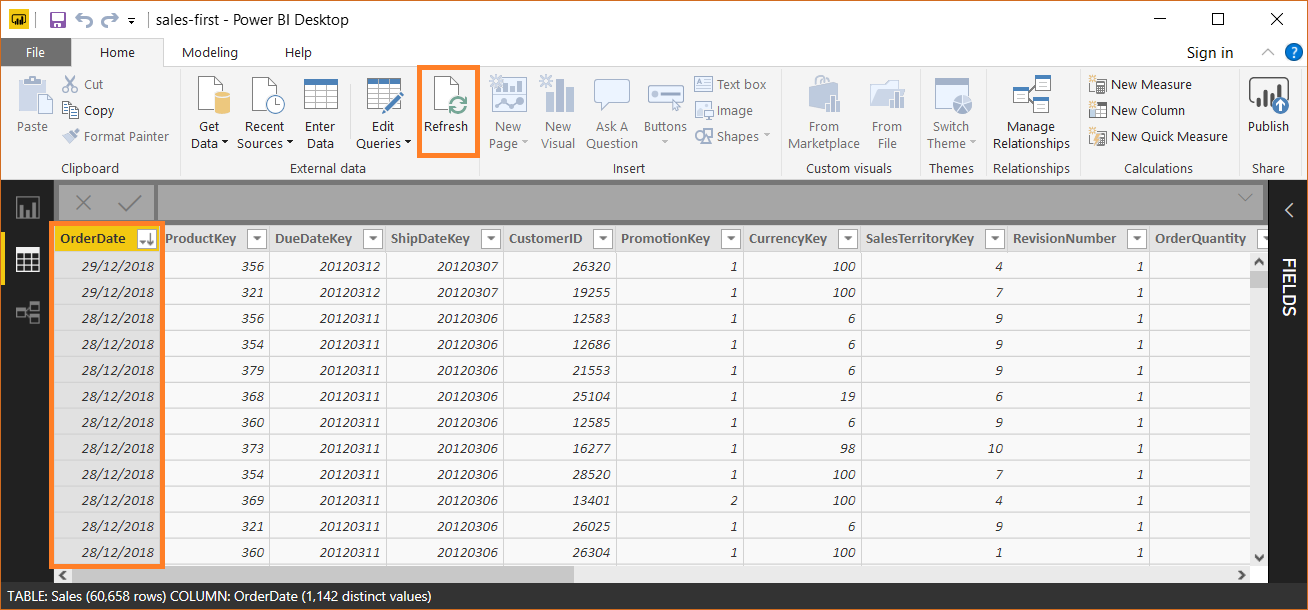 sales-first - Power BI Desktop
File Home Modeling Help Sign in
Paste
Cut
Copy
Format Painter
Clipboard
Get Data
Recent Sources
Enter Data
Edit Queries
External data
Refresh
New Page
New Visual
Ask A Question
Buttons
Text box
Image
Shapes
Insert
From Marketplace
From File
Custom visuals
Switch Theme
Themes
Manage Relationships
Relationships
New Measure
New Column
New Quick Measure
Calculations
Publish
Share
OrderDate ProductKey DueDateKey ShipDateKey CustomerID PromotionKey CurrencyKey SalesTerritoryKey RevisionNumber OrderQuantity
29/12/2018 356 20120312 20120307 26320 1 100 4 1
29/12/2018 321 20120312 20120307 19255 1 100 7 1
28/12/2018 356 20120311 20120306 12583 1 6 9 1
28/12/2018 354 20120311 20120306 12686 1 6 9 1
28/12/2018 379 20120311 20120306 21553 1 6 9 1
28/12/2018 368 20120311 20120306 25104 1 19 6 1
28/12/2018 360 20120311 20120306 12585 1 6 9 1
28/12/2018 373 20120311 20120306 16277 1 98 10 1
28/12/2018 354 20120311 20120306 28520 1 100 7 1
28/12/2018 369 20120311 20120306 13401 2 100 4 1
28/12/2018 321 20120311 20120306 26025 1 6 9 1
28/12/2018 360 20120311 20120306 26304 1 100 1 1
FIELDS
TABLE: Sales (60,658 rows) COLUMN: OrderDate (1,142 distinct values)